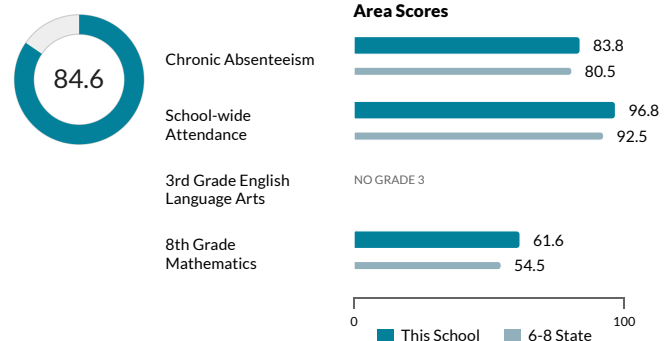 Area Scores
84.6
Chronic Absenteeism
83.8
80.5
School-wide
Attendance
96.8
92.5
3rd Grade English
Language Arts
NO GRADE 3
8th Grade
Mathematics
61.6
54.5
0
100
This School
6-8 State